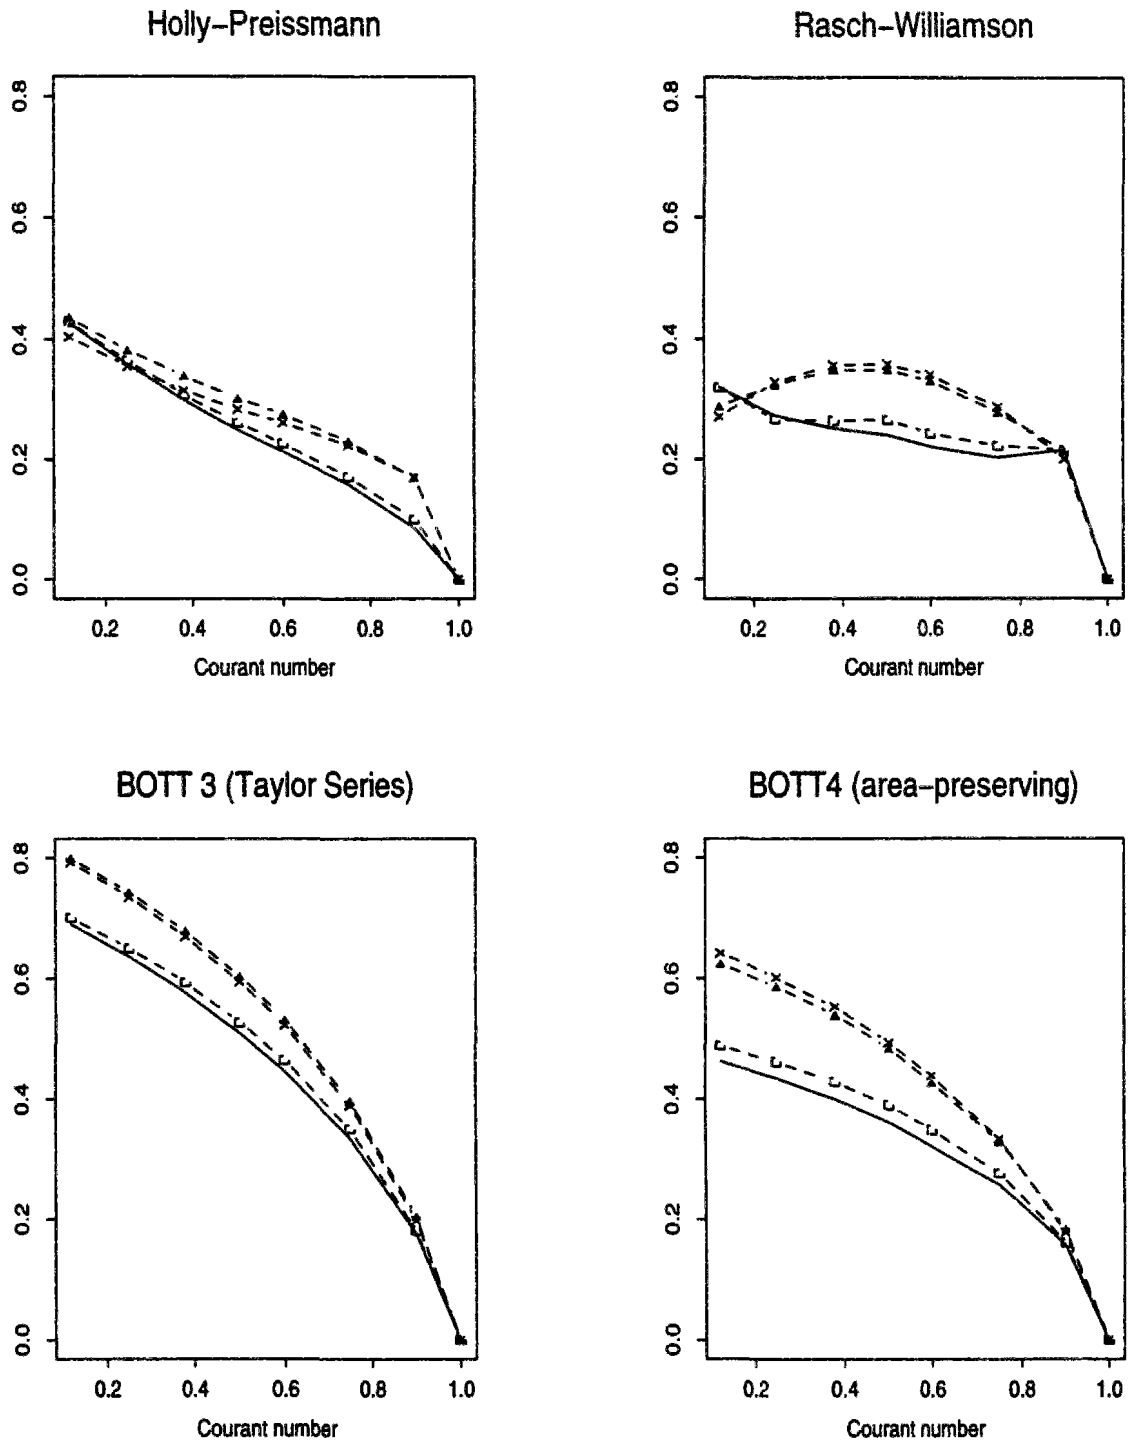 Holly–Preissmann
Rasch–Williamson
0.8
0.6
0.4
0.2
0.0
0.2 0.4 0.6 0.8 1.0
Courant number
0.8
0.6
0.4
0.2
0.0
0.2 0.4 0.6 0.8 1.0
Courant number
BOTT 3 (Taylor Series)
BOTT4 (area–preserving)
0.8
0.6
0.4
0.2
0.0
0.2 0.4 0.6 0.8 1.0
Courant number
0.8
0.6
0.4
0.2
0.0
0.2 0.4 0.6 0.8 1.0
Courant number